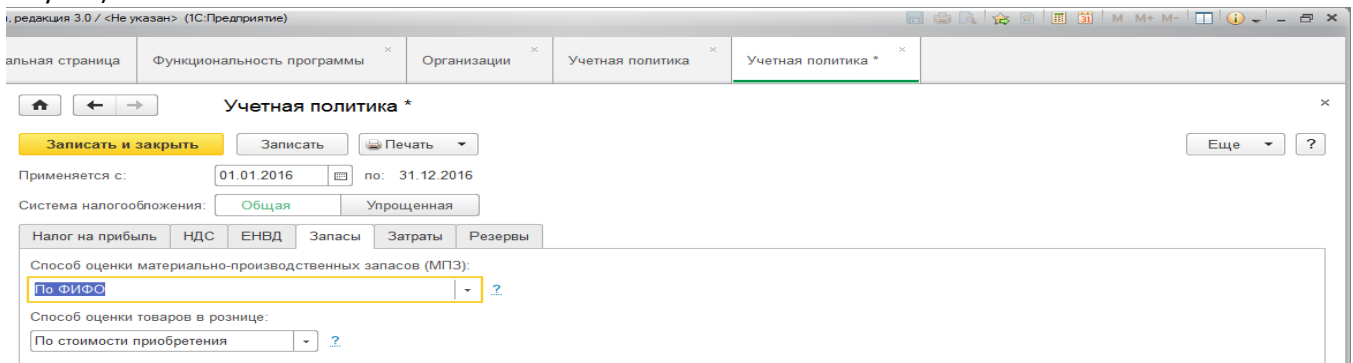 , редакция 3.0 / <Не указан> (1С:Предприятие)
31 M M+ M-
альная страница Функциональность программы Организации Учетная политика Учетная политика *
Учетная политика *
Записать и закрыть Записать Печать Еще ?
Применяется с: 01.01.2016 по: 31.12.2016
Система налогообложения: Общая Упрощенная
Налог на прибыль НДС ЕНВД Запасы Затраты Резервы
Способ оценки материально-производственных запасов (МПЗ):
По ФИФО ?
Способ оценки товаров в рознице:
По стоимости приобретения ?